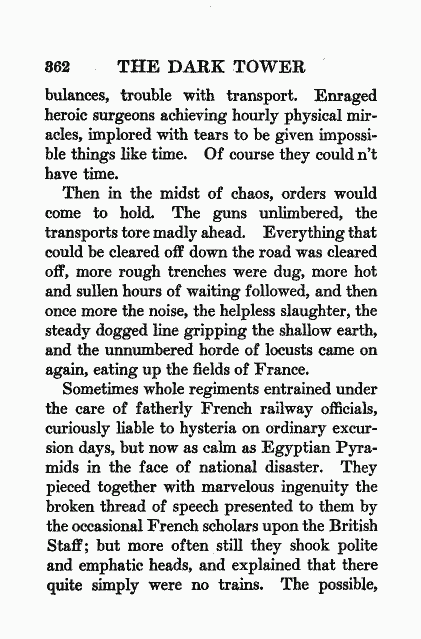 362 THE DARK TOWER
bulances, trouble with transport. Enraged
heroic surgeons achieving hourly physical mir-
acles, implored with tears to be given impossi-
ble things like time. Of course they could n't
have time.
Then in the midst of chaos, orders would
come to hold. The guns unlimbered, the
transports tore madly ahead. Everything that
could be cleared off down the road was cleared
off, more rough trenches were dug, more hot
and sullen hours of waiting followed, and then
once more the noise, the helpless slaughter, the
steady dogged line gripping the shallow earth,
and the unnumbered horde of locusts came on
again, eating up the fields of France.
Sometimes whole regiments entrained under
the care of fatherly French railway officials,
curiously liable to hysteria on ordinary excur-
sion days, but now as calm as Egyptian Pyra-
mids in the face of national disaster. They
pieced together with marvelous ingenuity the
broken thread of speech presented to them by
the occasional French scholars upon the British
Staff; but more often still they shook polite
and emphatic heads, and explained that there
quite simply were no trains. The possible,